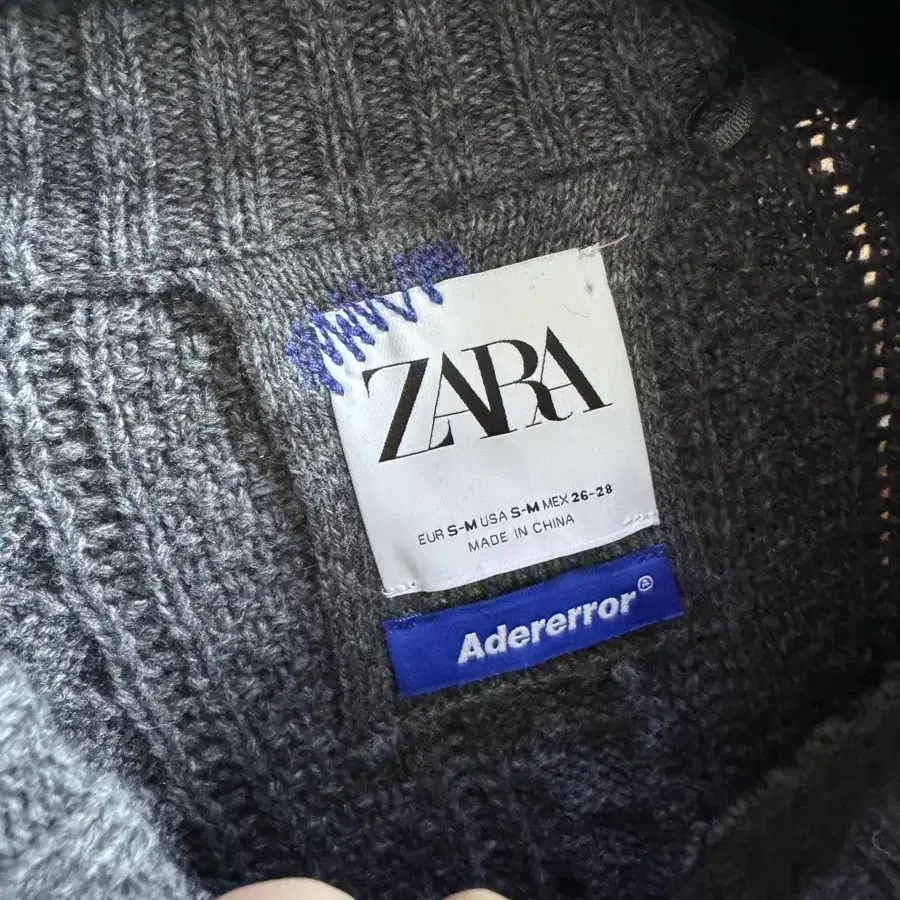 ZARA
EUR S-M USA S-M MEX 26-28
MADE IN CHINA
Adererror